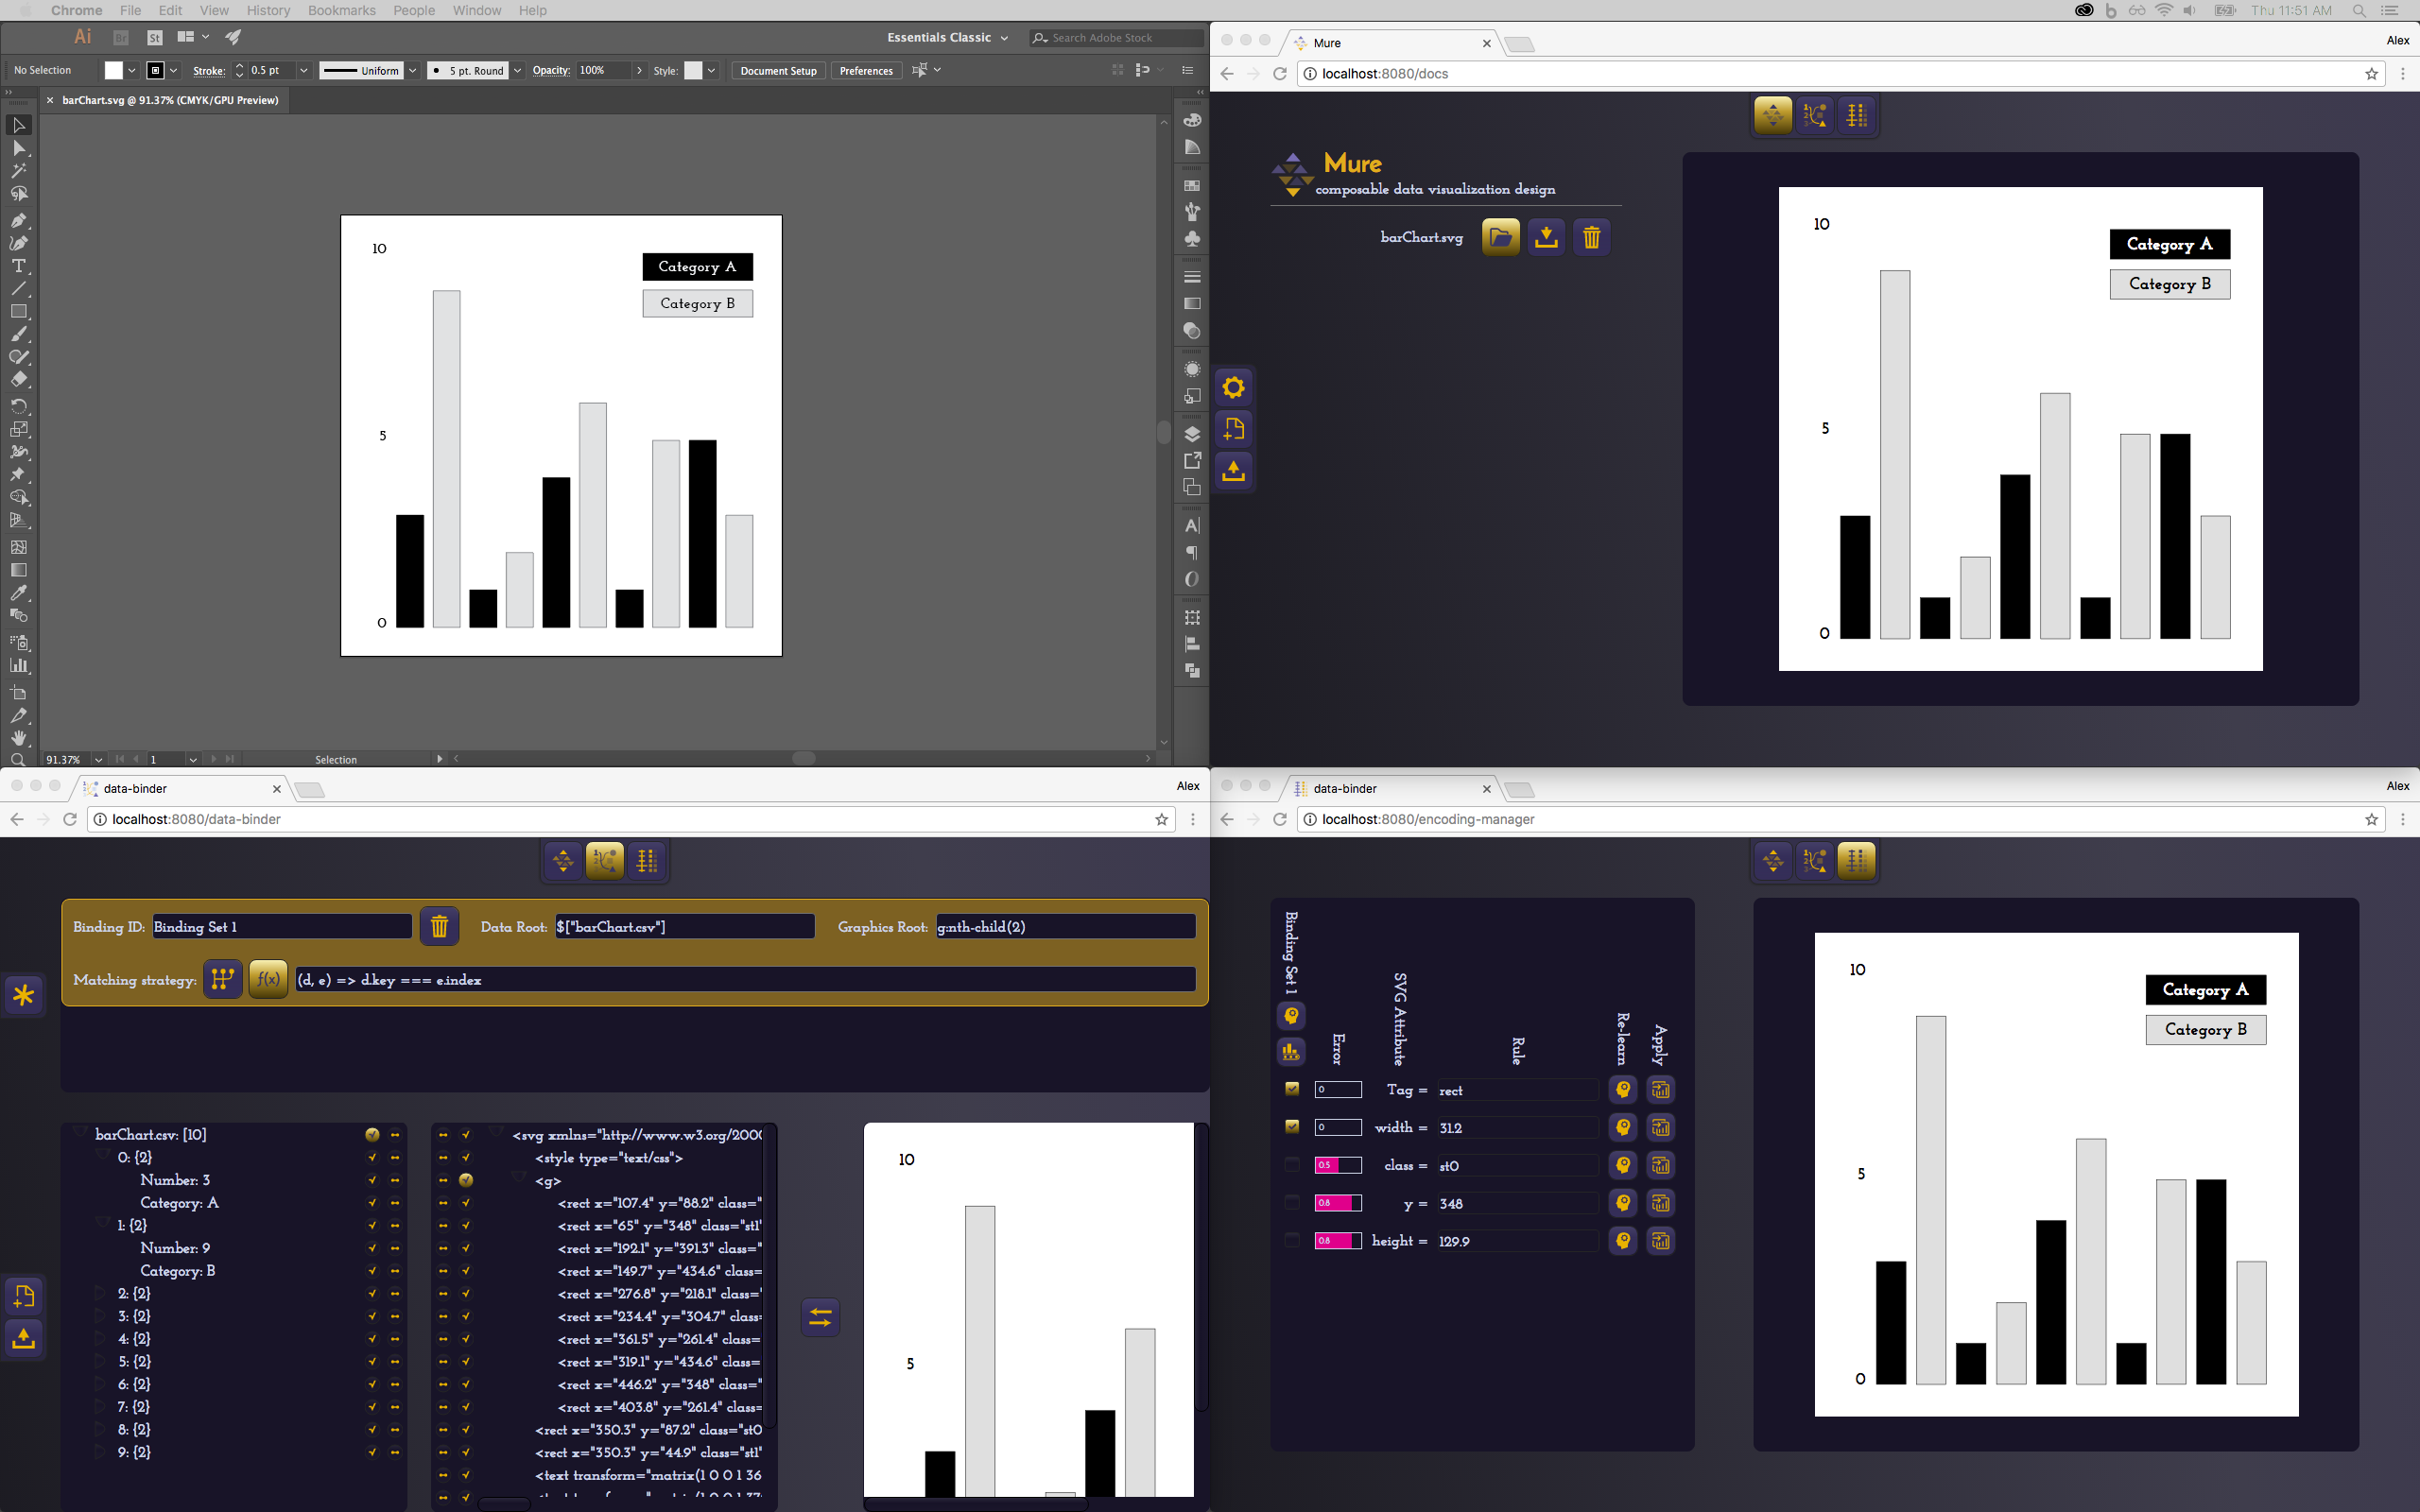 Chrome File Edit View History Bookmarks People Window Help
Thu 11:51 AM
Ai Br St
Essentials Classic
Search Adobe Stock
No Selection
Stroke: 0.5 pt
Uniform
5 pt. Round
Opacity: 100%
Style:
Document Setup
Preferences
barChart.svg @ 91.37% (CMYK/GPU Preview)
10
Category A
Category B
5
0
91.37%
1
Selection
Mure
Alex
localhost:8080/docs
Mure
composable data visualization design
barChart.svg
10
Category A
Category B
5
0
data-binder
Alex
localhost:8080/data-binder
Binding ID: Binding Set 1
Data Root: $["barChart.csv"]
Graphics Root: g:nth-child(2)
Matching strategy: f(x) (d, e) => d.key === e.index
barChart.csv: [10]
0: {2}
Number: 3
Category: A
1: {2}
Number: 9
Category: B
2: {2}
3: {2}
4: {2}
5: {2}
6: {2}
7: {2}
8: {2}
9: {2}
<svg xmlns="http://www.w3.org/200
<style type="text/css">
<g>
<rect x="107.4" y="88.2" class="
<rect x="65" y="348" class="st1"
<rect x="192.1" y="391.3" class="
<rect x="149.7" y="434.6" class=
<rect x="276.8" y="218.1" class=
<rect x="234.4" y="304.7" class=
<rect x="361.5" y="261.4" class=
<rect x="319.1" y="434.6" class=
<rect x="446.2" y="348" class="
<rect x="403.8" y="261.4" class=
<rect x="350.3" y="87.2" class="st0
<rect x="350.3" y="44.9" class="st1"
<text transform="matrix(1 0 0 1 36
10
5
data-binder
Alex
localhost:8080/encoding-manager
Binding Set 1
Error
SVG Attribute
Rule
Re-learn
Apply
0 Tag = rect
0 width = 31.2
0.5 class = st0
0.8 y = 348
0.8 height = 129.9
10
Category A
Category B
5
0